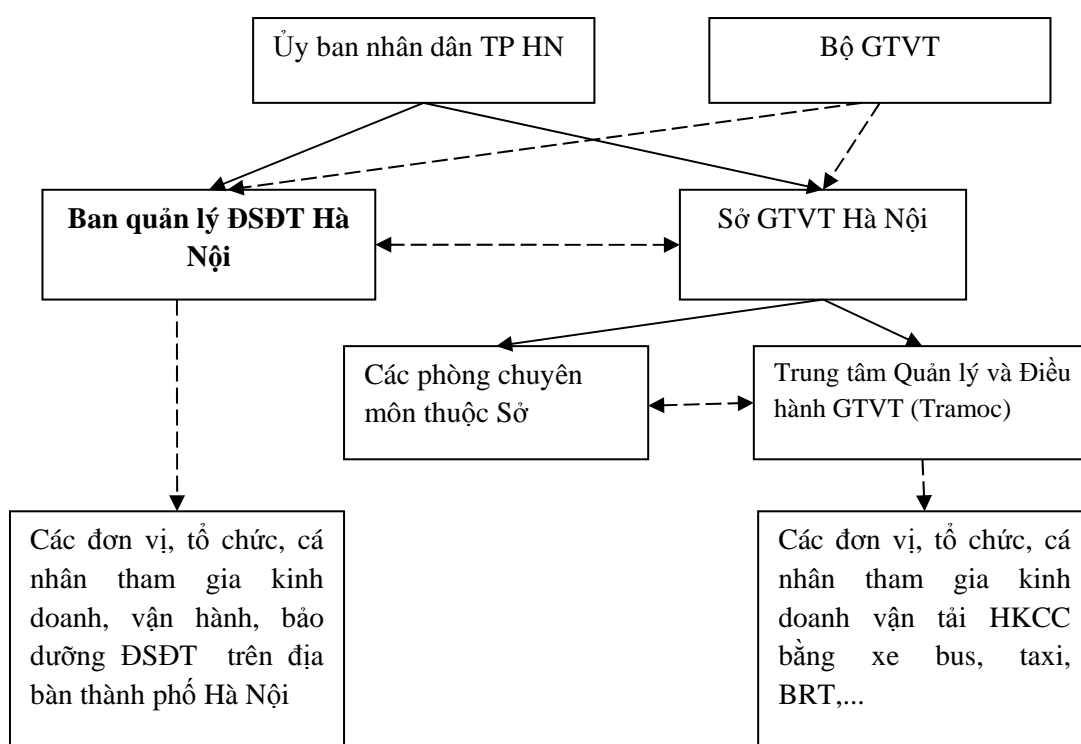 Ủy ban nhân dân TP HN
Bộ GTVT
Ban quản lý ĐSĐT Hà
Nội
Sở GTVT Hà Nội
Các phòng chuyên
môn thuộc Sở
Trung tâm Quản lý và Điều
hành GTVT (Tramoc)
Các đơn vị, tổ chức, cá
nhân tham gia kinh
doanh, vận hành, bảo
dưỡng ĐSĐT trên địa
bàn thành phố Hà Nội
Các đơn vị, tổ chức, cá
nhân tham gia kinh
doanh vận tải HKCC
bằng xe bus, taxi,
BRT,...